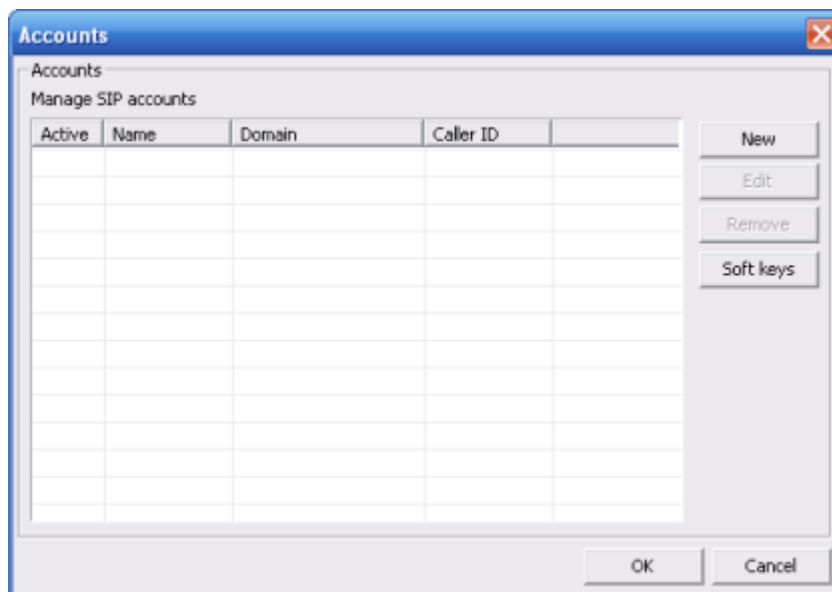 Accounts
Accounts
Manage SIP accounts
Active Name Domain Caller ID
New
Edit
Remove
Soft keys
OK Cancel